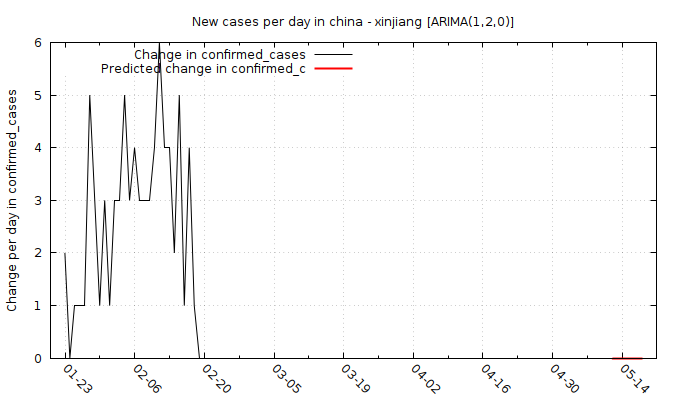 New cases per day in china - xinjiang [ARIMA(1,2,0)]
Change in confirmed_cases
Predicted change in confirmed_c
Change per day in confirmed_cases
6
5
4
3
2
1
0
01-23 02-06 02-20 03-05 03-19 04-02 04-16 04-30 05-14